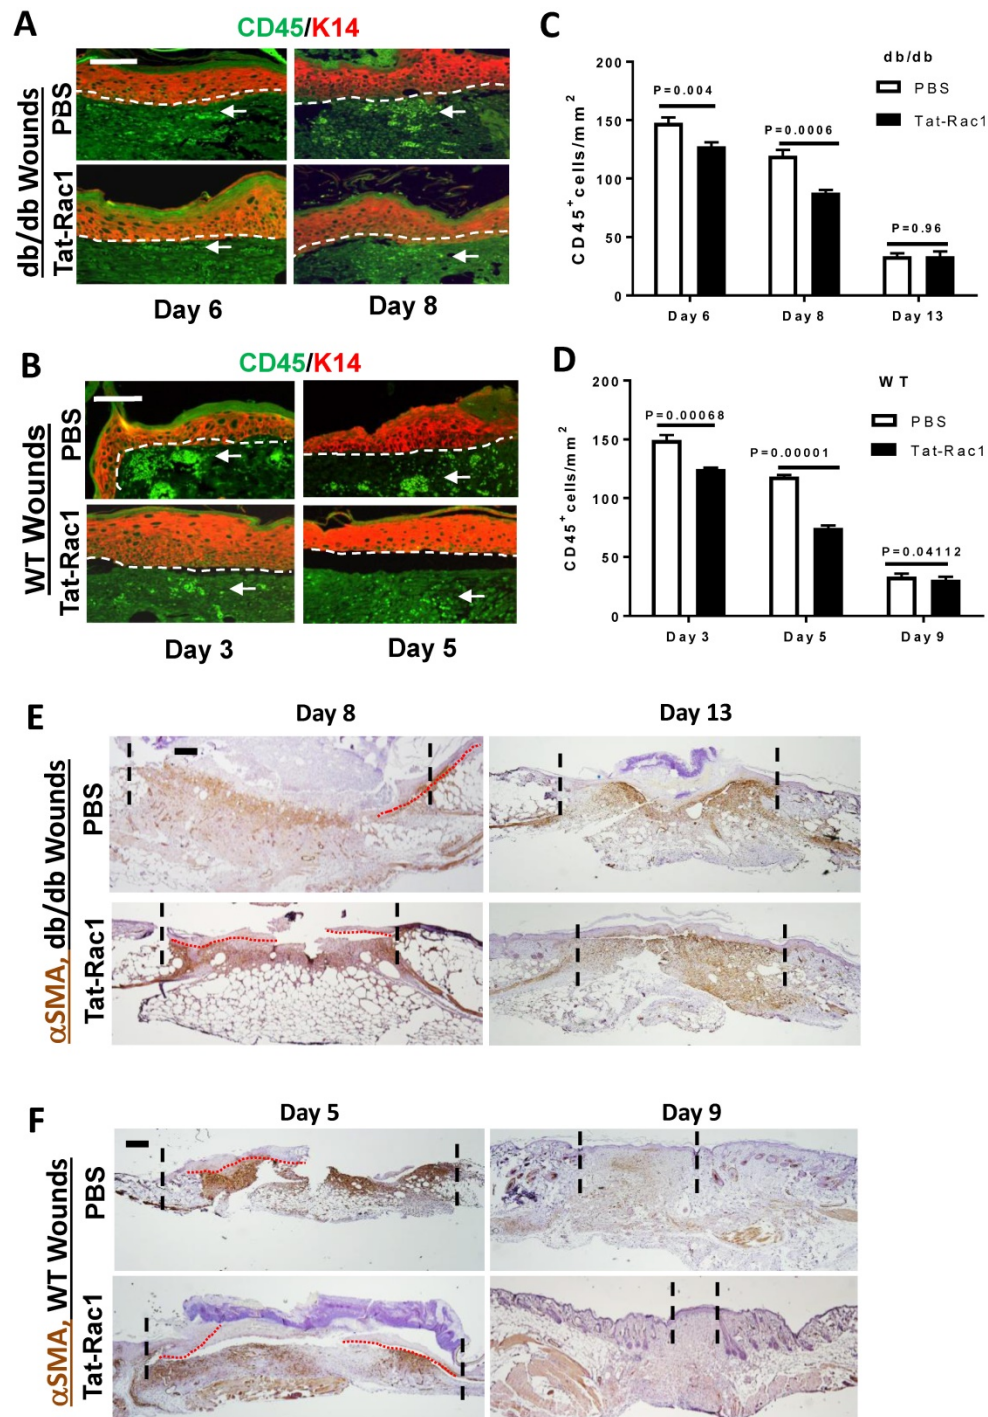 A
CD45/K14
db/db Wounds
PBS
Tat-Rac1
Day 6
Day 8
B
CD45/K14
WT Wounds
PBS
Tat-Rac1
Day 3
Day 5
C
db/db
PBS
Tat-Rac1
CD45⁺cells/mm²
200
150
100
50
0
P=0.004
P=0.0006
P=0.96
Day 6
Day 8
Day 13
D
WT
PBS
Tat-Rac1
CD45⁺cells/mm²
200
150
100
50
0
P=0.00068
P=0.00001
P=0.04112
Day 3
Day 5
Day 9
E
Day 8
Day 13
αSMA, db/db Wounds
PBS
Tat-Rac1
F
Day 5
Day 9
αSMA, WT Wounds
PBS
Tat-Rac1